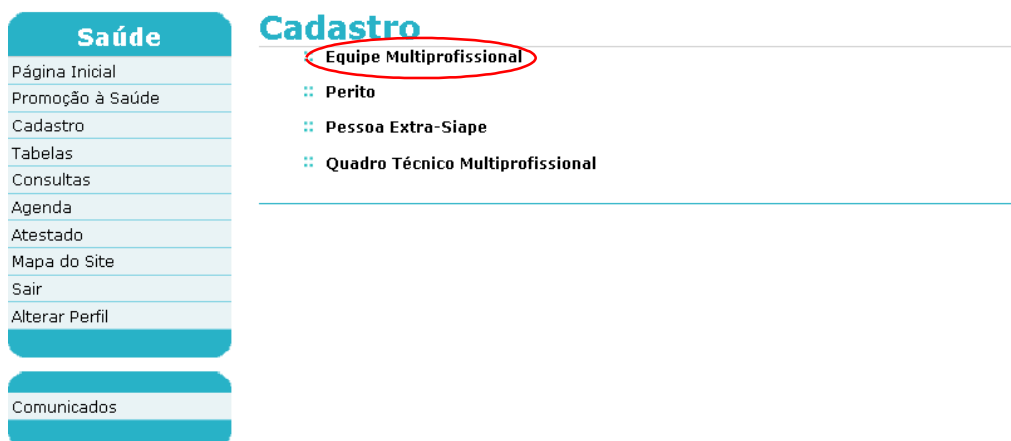 Saúde
Página Inicial
Promoção à Saúde
Cadastro
Tabelas
Consultas
Agenda
Atestado
Mapa do Site
Sair
Alterar Perfil
Comunicados
Cadastro
Equipe Multiprofissional
Perito
Pessoa Extra-Siape
Quadro Técnico Multiprofissional